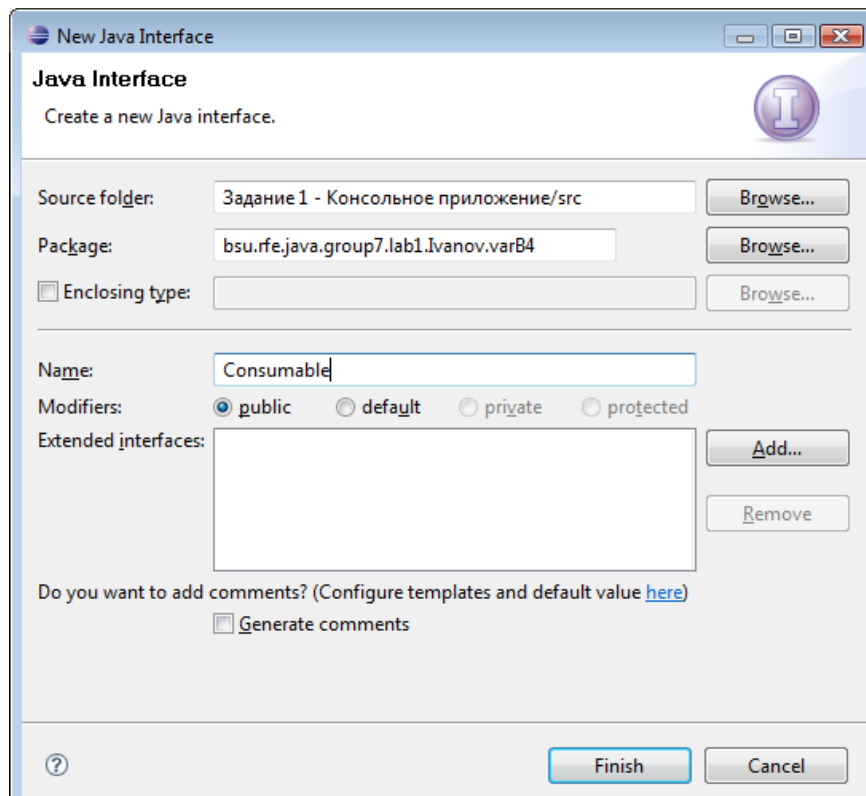 New Java Interface
Java Interface
Create a new Java interface.
Source folder: Задание 1 - Консольное приложение/src Browse...
Package: bsu.rfe.java.group7.lab1.Ivanov.varB4 Browse...
Enclosing type: Browse...
Name: Consumable
Modifiers: public default private protected
Extended interfaces: Add...
Remove
Do you want to add comments? (Configure templates and default value here)
Generate comments
? Finish Cancel